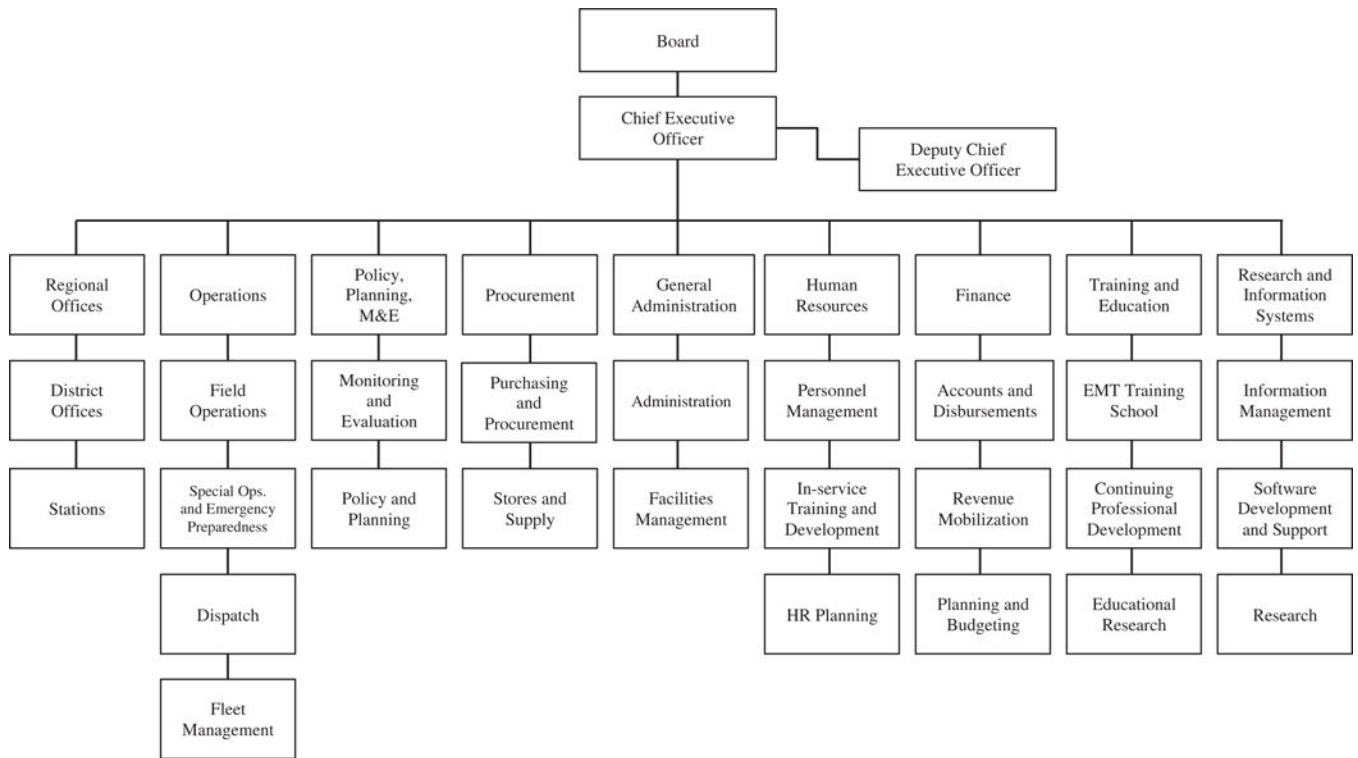 Board
Chief Executive
Officer
Deputy Chief
Executive Officer
Regional
Offices
Operations
Policy,
Planning,
M&E
Procurement
General
Administration
Human
Resources
Finance
Training and
Education
Research and
Information
Systems
District
Offices
Field
Operations
Monitoring
and
Evaluation
Purchasing
and
Procurement
Administration
Personnel
Management
Accounts and
Disbursements
EMT Training
School
Information
Management
Stations
Special Ops.
and Emergency
Preparedness
Policy and
Planning
Stores and
Supply
Facilities
Management
In-service
Training and
Development
Revenue
Mobilization
Continuing
Professional
Development
Software
Development
and Support
Dispatch
HR Planning
Planning and
Budgeting
Educational
Research
Research
Fleet
Management